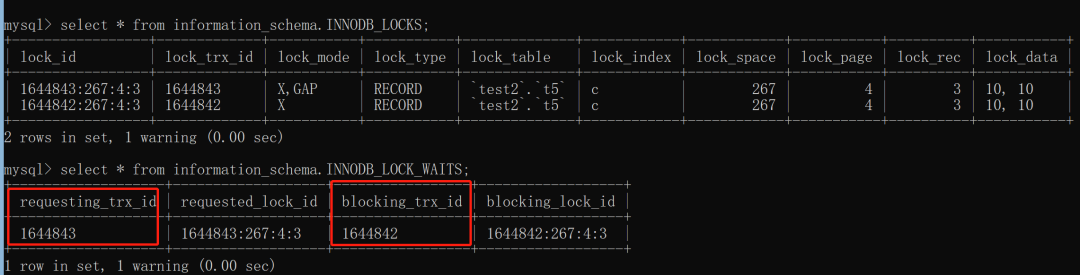 mysql> select * from information_schema.INNODB_LOCKS;
| lock_id | lock_trx_id | lock_mode | lock_type | lock_table | lock_index | lock_space | lock_page | lock_rec | lock_data |
| 1644843:267:4:3 | 1644843 | X,GAP | RECORD | `test2`.`t5` | c | 267 | 4 | 3 | 10, 10 |
| 1644842:267:4:3 | 1644842 | X | RECORD | `test2`.`t5` | c | 267 | 4 | 3 | 10, 10 |
2 rows in set, 1 warning (0.00 sec)
mysql> select * from information_schema.INNODB_LOCK_WAITS;
| requesting_trx_id | requested_lock_id | blocking_trx_id | blocking_lock_id |
| 1644843 | 1644843:267:4:3 | 1644842 | 1644842:267:4:3 |
1 row in set, 1 warning (0.00 sec)